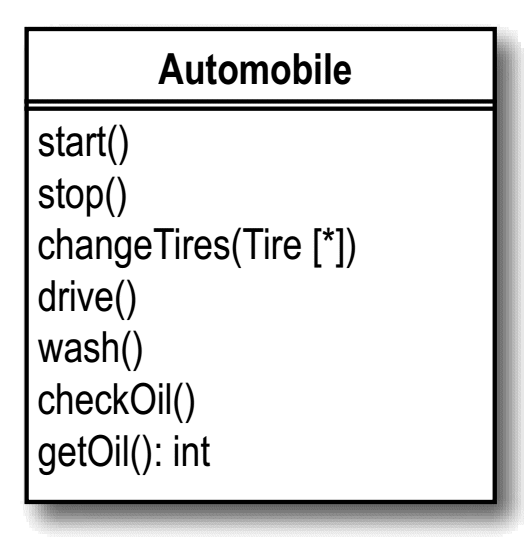 Automobile
start()
stop()
changeTires(Tire [*])
drive()
wash()
checkOil()
getOil(): int